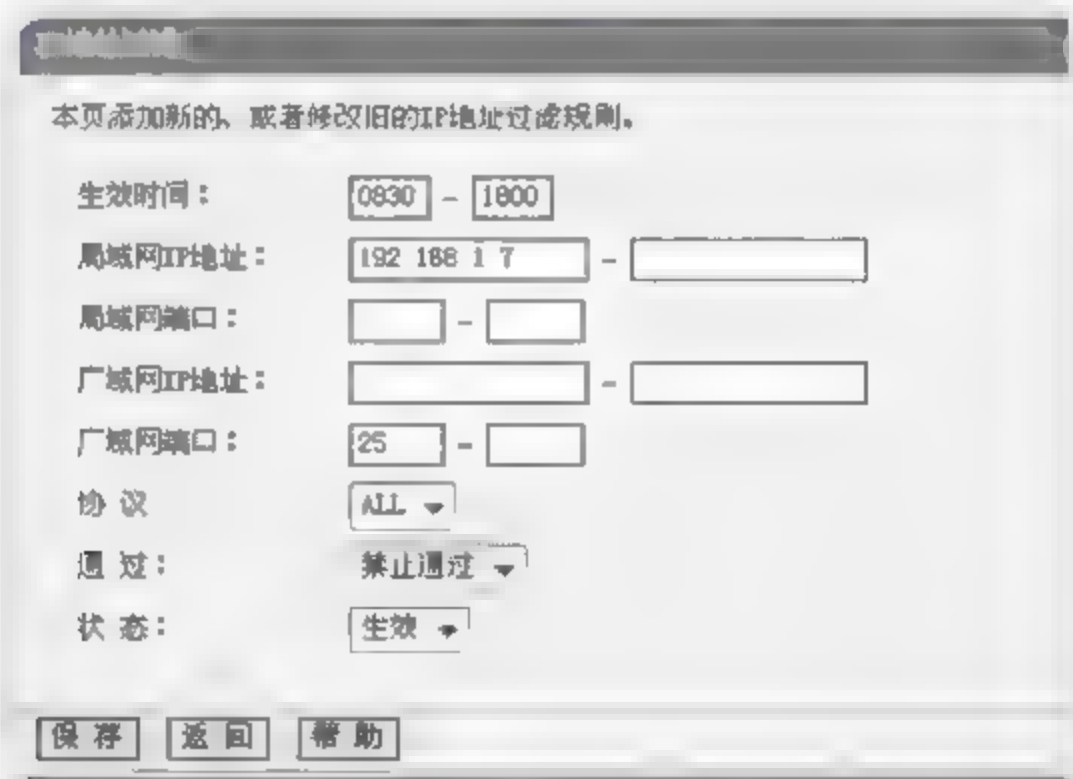 本页添加新的、或者修改旧的IP地址过滤规则。
生效时间： 0830 - 1800
局域网IP地址： 192 168 1 7 -
局域网端口： -
广域网IP地址： -
广域网端口： 25 -
协 议 ALL
通 过： 禁止通过
状 态： 生效
保 存 返 回 帮 助